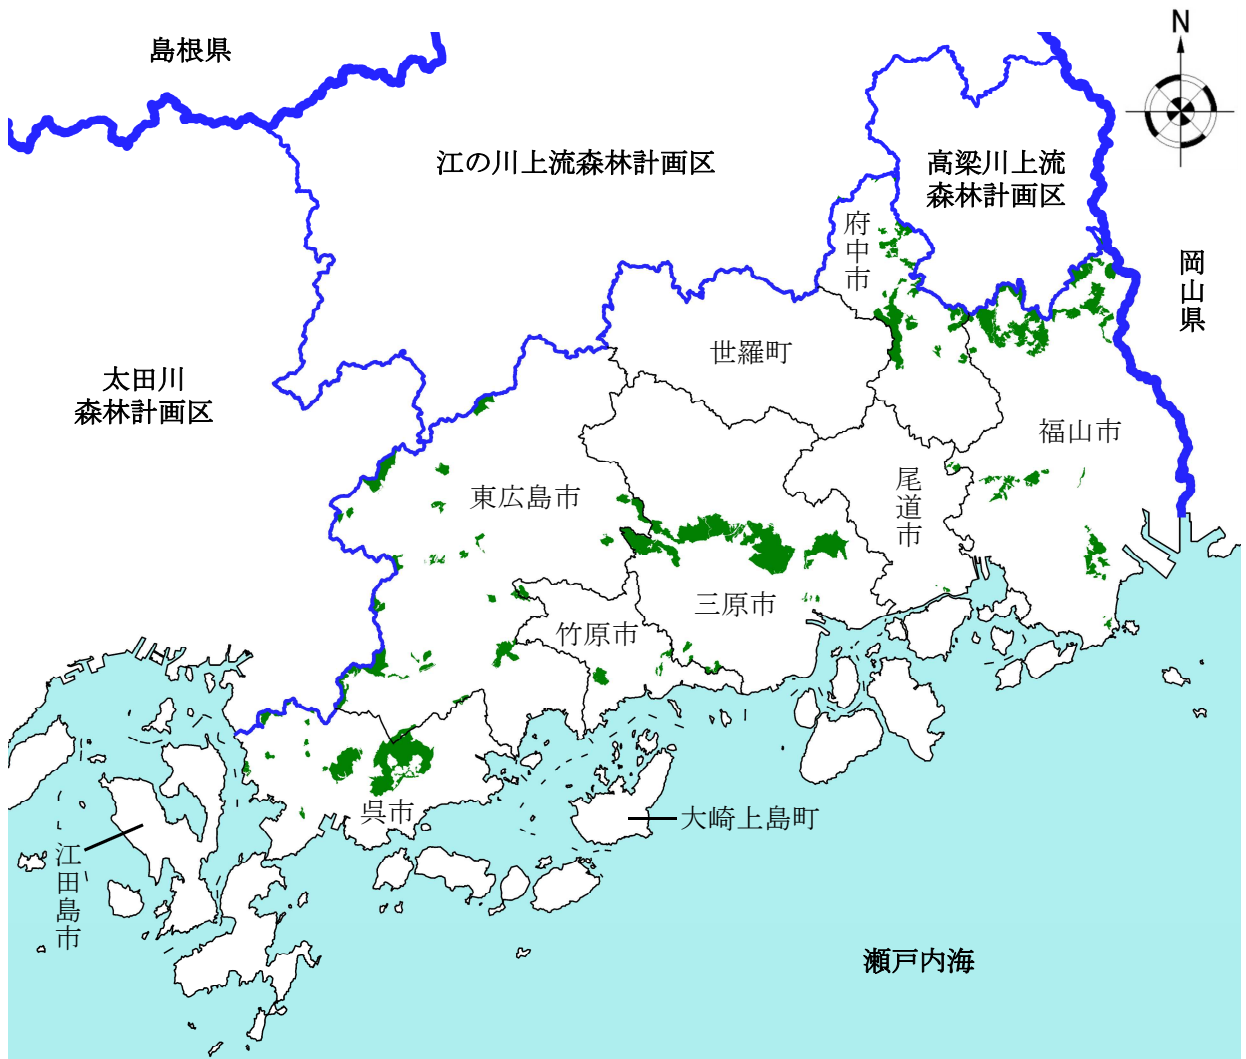 N
島根県
江の川上流森林計画区
高梁川上流
森林計画区
府中市
岡山県
世羅町
太田川
森林計画区
福山市
尾道市
東広島市
三原市
竹原市
呉市
大崎上島町
江田島市
瀬戸内海